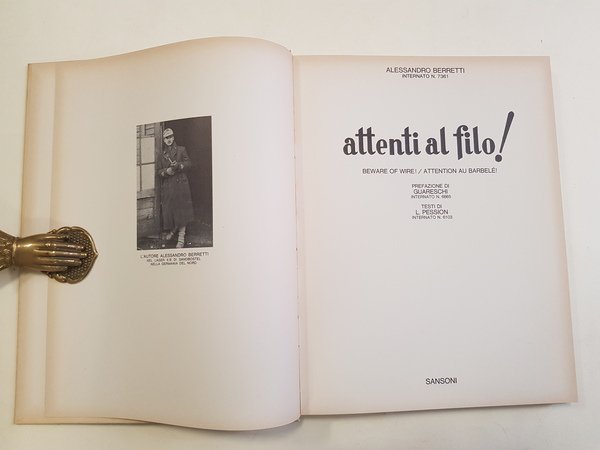 L'AUTORE ALESSANDRO BERRETTI
NEL LAGER X-B DI SANDBOSTEL
NELLA GERMANIA DEL NORD
ALESSANDRO BERRETTI
INTERNATO N. 7361
attenti al filo!
BEWARE OF WIRE! / ATTENTION AU BARBELÉ!
PREFAZIONE DI
GUARESCHI
INTERNATO N. 6865
TESTI DI
L. PESSION
INTERNATO N. 6103
SANSONI